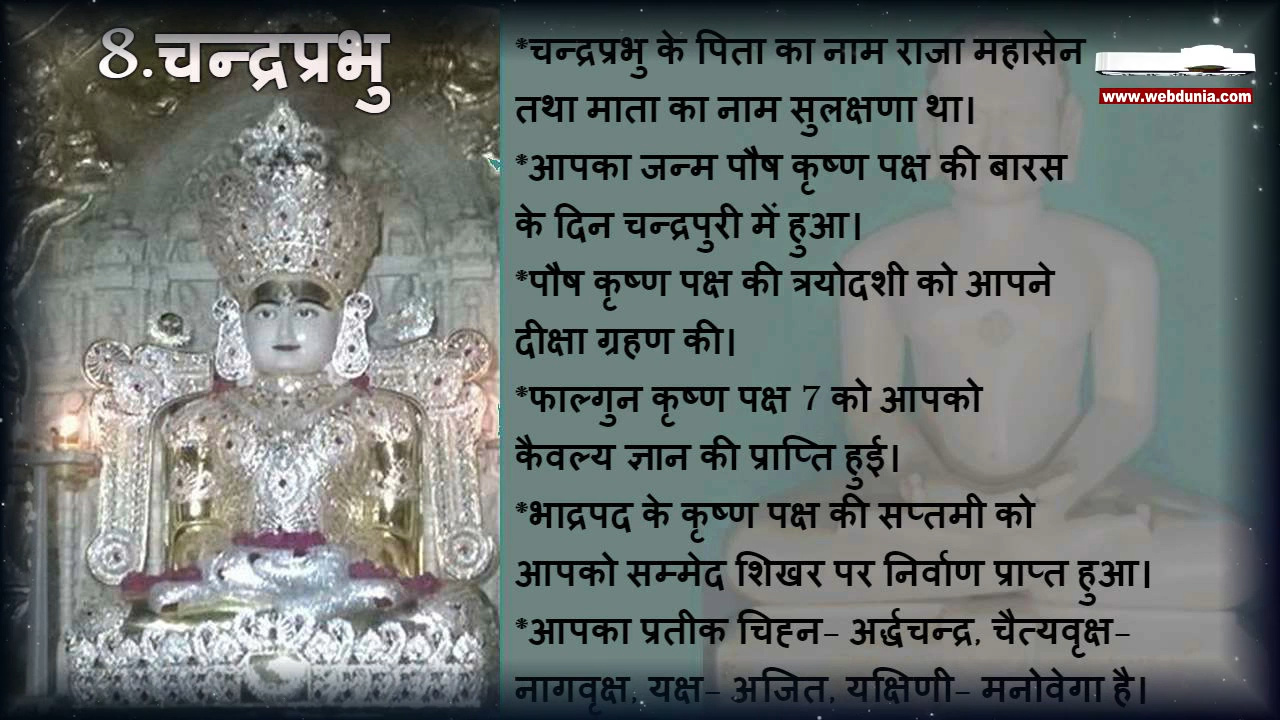 8.चन्द्रप्रभु
*चन्द्रप्रभु के पिता का नाम राजा महासेन
तथा माता का नाम सुलक्षणा था।
*आपका जन्म पौष कृष्ण पक्ष की बारस
के दिन चन्द्रपुरी में हुआ।
*पौष कृष्ण पक्ष की त्रयोदशी को आपने
दीक्षा ग्रहण की।
*फाल्गुन कृष्ण पक्ष 7 को आपको
कैवल्य ज्ञान की प्राप्ति हुई।
*भाद्रपद के कृष्ण पक्ष की सप्तमी को
आपको सम्मेद शिखर पर निर्वाण प्राप्त हुआ।
*आपका प्रतीक चिह्न– अर्द्धचन्द्र, चैत्यवृक्ष–
नागवृक्ष, यक्ष– अजित, यक्षिणी– मनोवेगा है।
www.webdunia.com